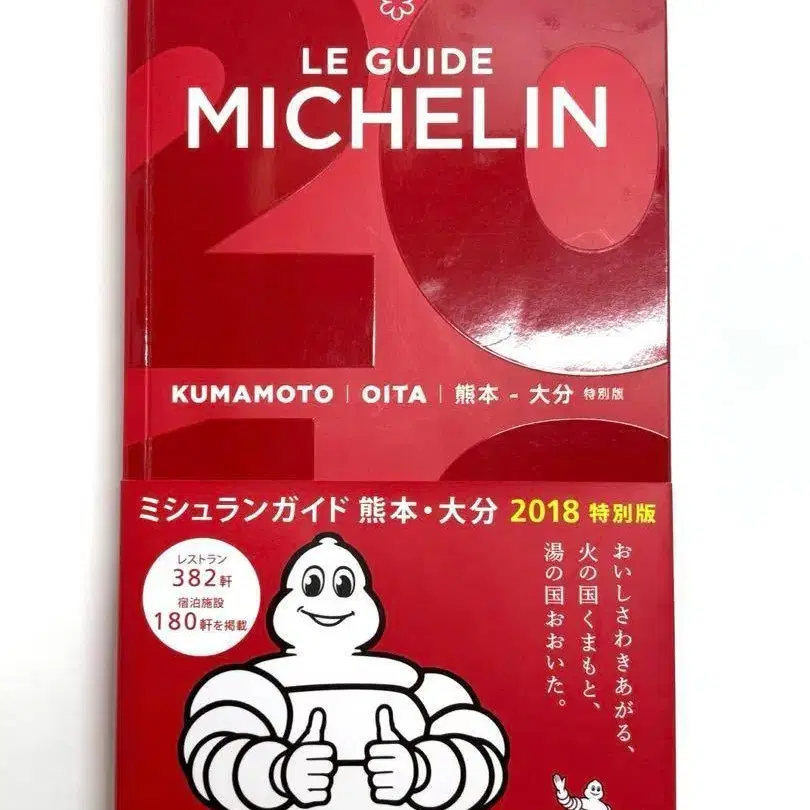 LE GUIDE
MICHELIN
20
KUMAMOTO | OITA | 熊本 - 大分 特別版
ミシュランガイド 熊本・大分 2018 特別版
レストラン
382軒
宿泊施設
180軒を掲載
おいしさわきあがる、
火の国くまもと、
湯の国おおいた。